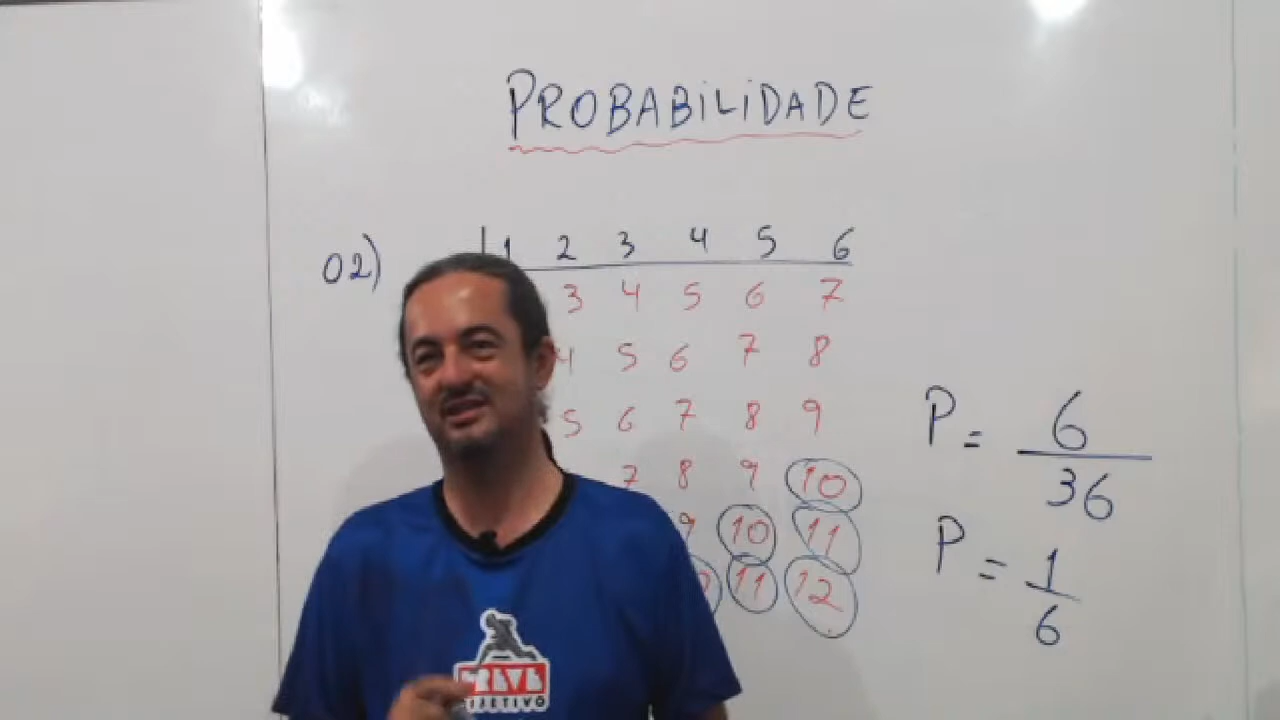 PROBABILIDADE
02)
1 2 3 4 5 6
3 4 5 6 7
4 5 6 7 8
5 6 7 8 9
7 8 9 10
9 10 11
11 12
P = 6/36
P = 1/6